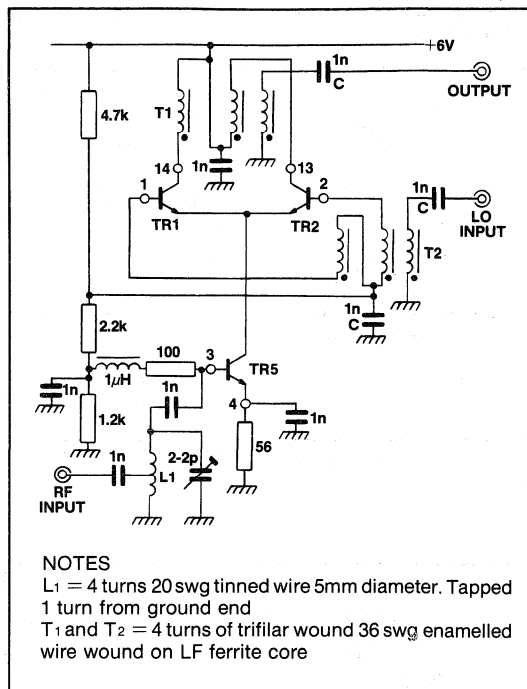 1n
+6V
C
OUTPUT
4.7k
T1
1n
14
13
1
2
1n
C
LO
INPUT
TR1
TR2
T2
1n
C
2.2k
100
3
TR5
1µH
1n
1n
4
1n
1.2k
56
1n
2-2p
L1
RF
INPUT
NOTES
L1 = 4 turns 20 swg tinned wire 5mm diameter. Tapped
1 turn from ground end
T1 and T2 = 4 turns of trifilar wound 36 swg enamelled
wire wound on LF ferrite core